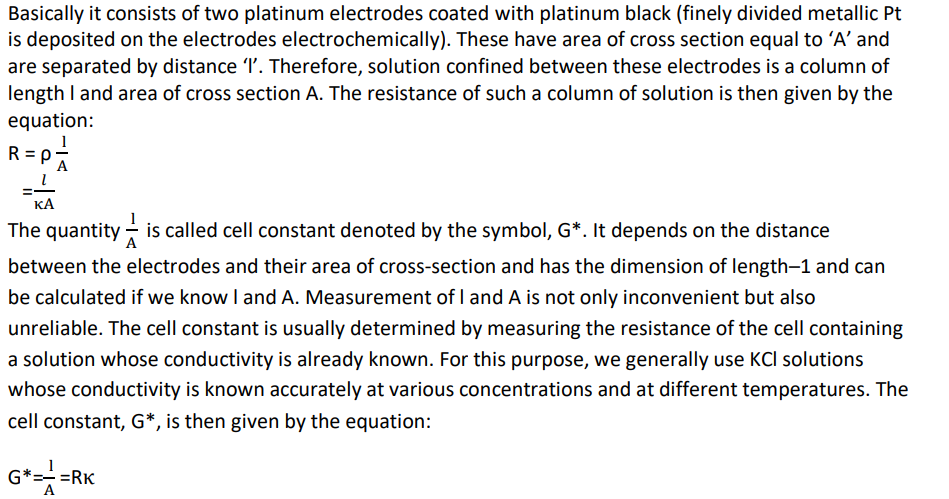 Basically it consists of two platinum electrodes coated with platinum black (finely divided metallic Pt
is deposited on the electrodes electrochemically). These have area of cross section equal to ‘A’ and
are separated by distance ‘l’. Therefore, solution confined between these electrodes is a column of
length l and area of cross section A. The resistance of such a column of solution is then given by the
equation:
R = ρ l/A
= l/κA
The quantity l/A is called cell constant denoted by the symbol, G*. It depends on the distance
between the electrodes and their area of cross-section and has the dimension of length–1 and can
be calculated if we know l and A. Measurement of l and A is not only inconvenient but also
unreliable. The cell constant is usually determined by measuring the resistance of the cell containing
a solution whose conductivity is already known. For this purpose, we generally use KCl solutions
whose conductivity is known accurately at various concentrations and at different temperatures. The
cell constant, G*, is then given by the equation:
G*= l/A =Rκ